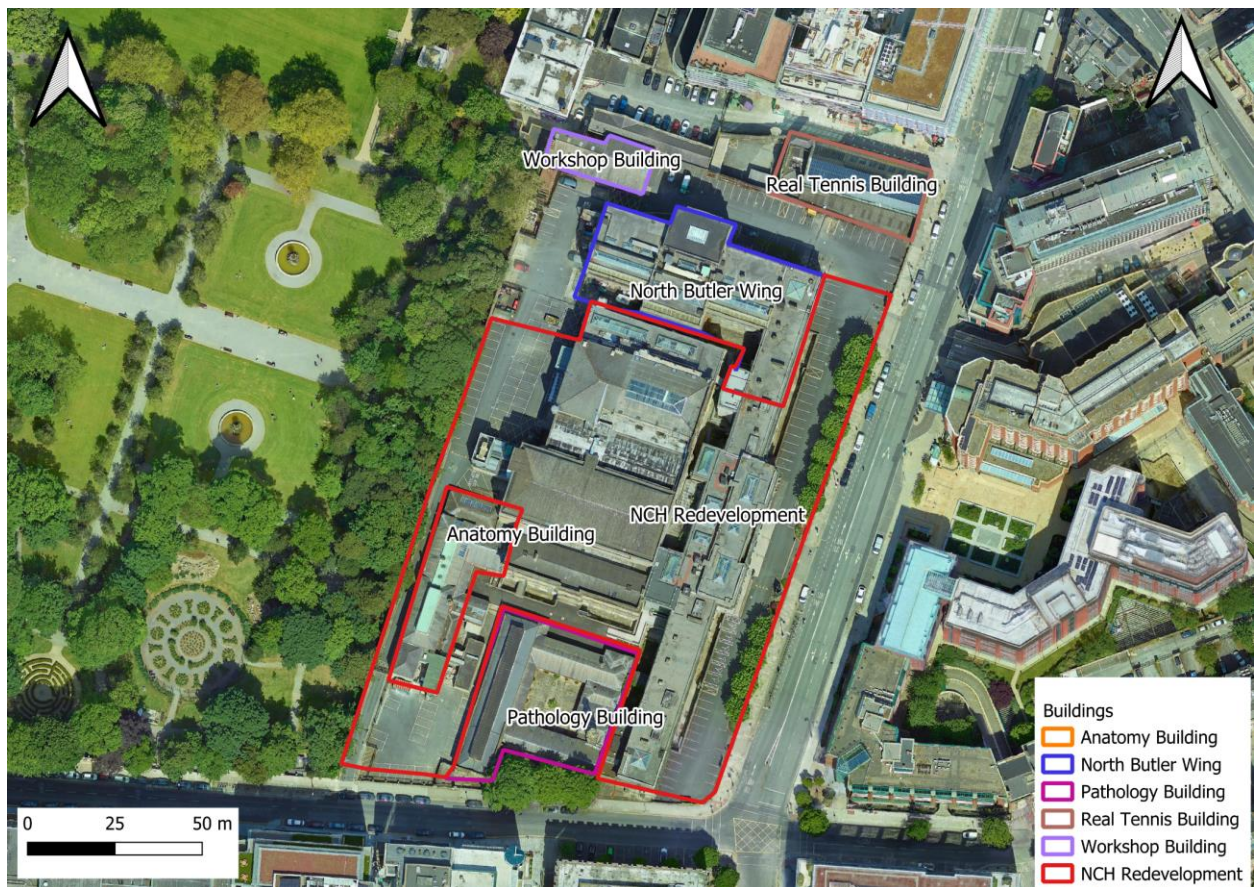 Workshop Building
Real Tennis Building
North Butler Wing
NCH Redevelopment
Anatomy Building
Pathology Building
Buildings
Anatomy Building
North Butler Wing
Pathology Building
Real Tennis Building
Workshop Building
NCH Redevelopment
0 25 50 m